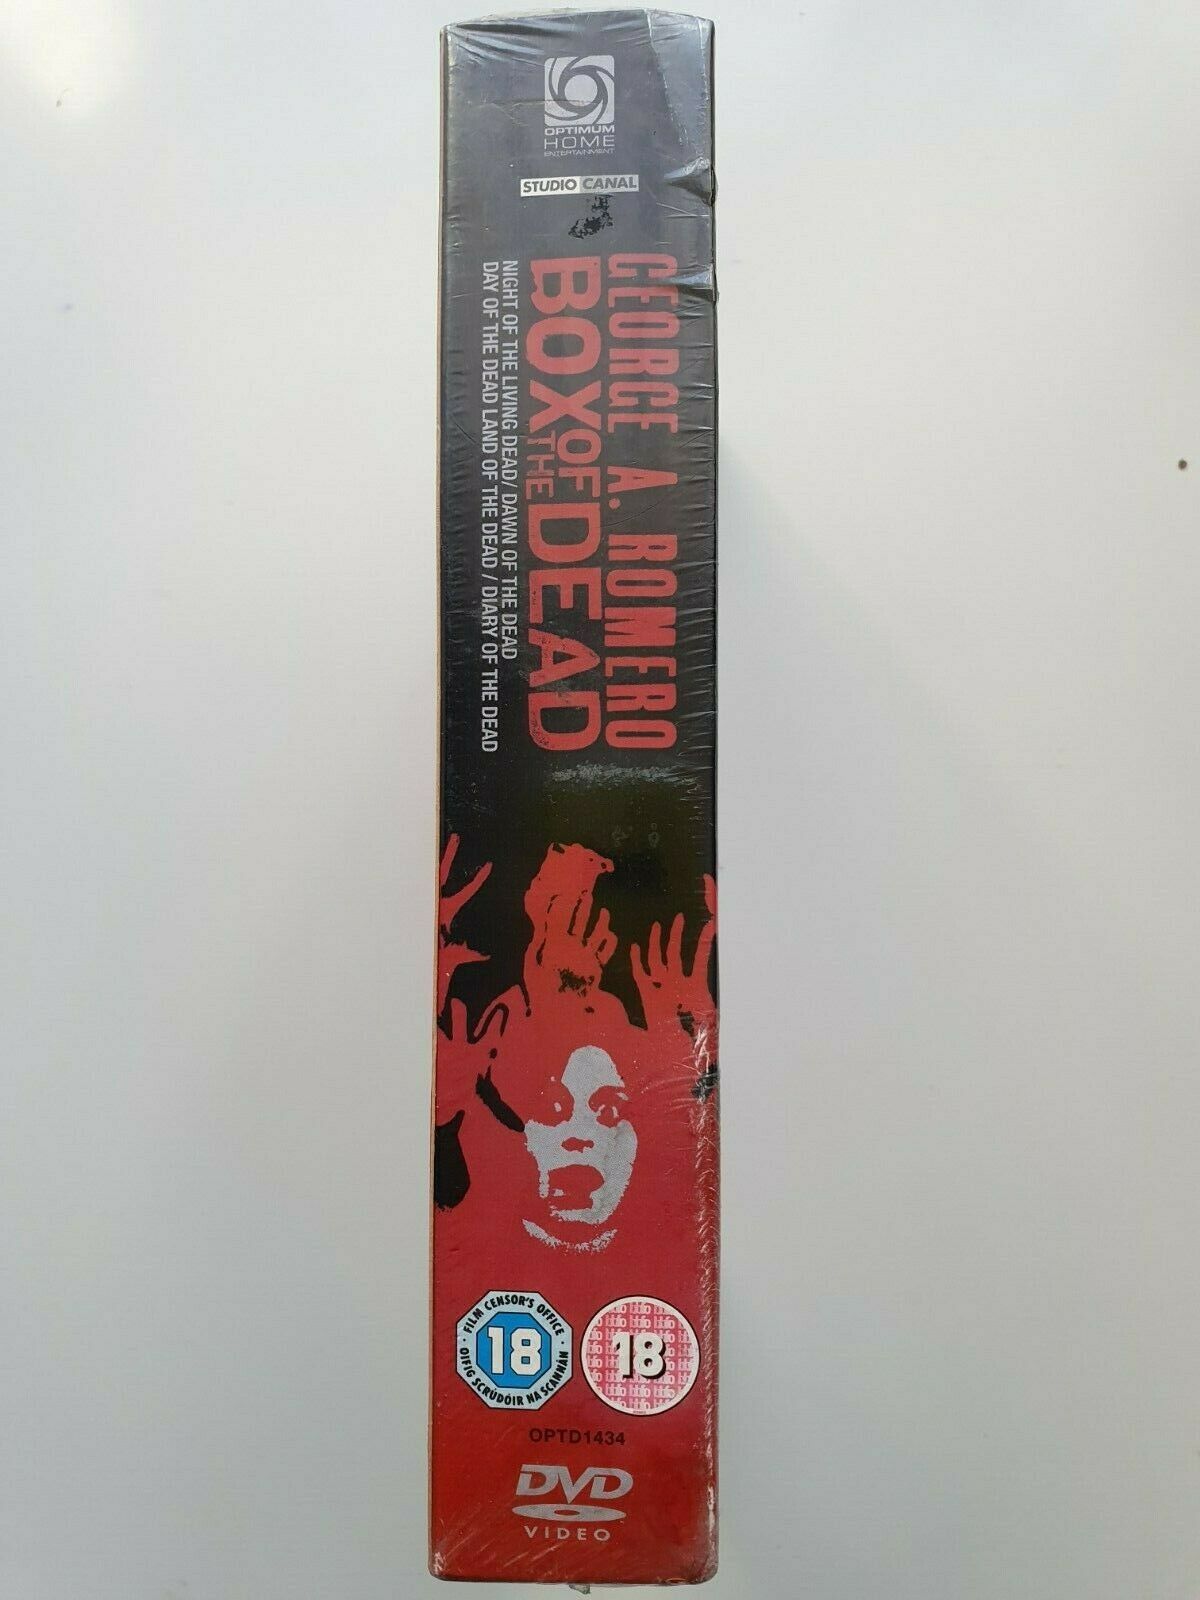 OPTIMUM
HOME
ENTERTAINMENT
STUDIO CANAL
GEORGE A. ROMERO
BOX OF THE DEAD
NIGHT OF THE LIVING DEAD/ DAWN OF THE DEAD
DAY OF THE DEAD LAND OF THE DEAD / DIARY OF THE DEAD
· FILM CENSOR'S OFFICE ·
18
OIFIG SCRÚDÓIR NA SCANNÁN
18
OPTD1434
DVD
VIDEO